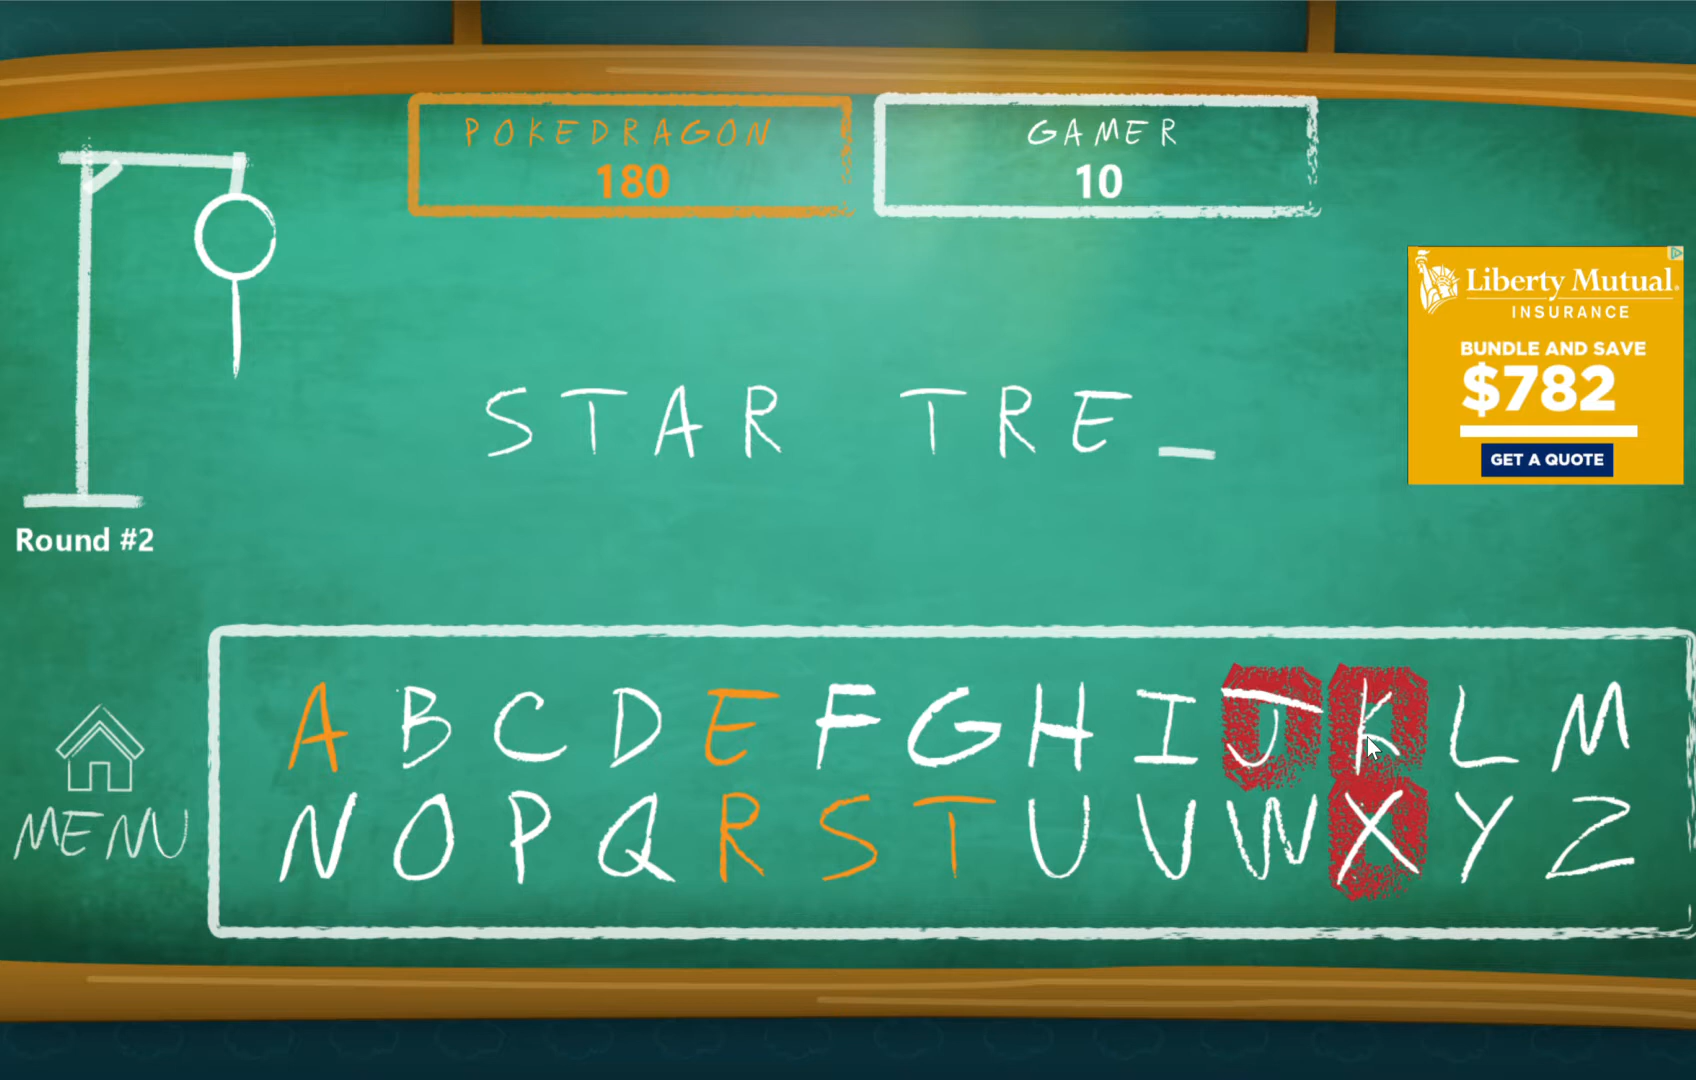 POKEDRAGON
180
GAMER
10
Liberty Mutual
INSURANCE
BUNDLE AND SAVE
$782
GET A QUOTE
STAR TRE_
Round #2
A B C D E F G H I J K L M
MENU
N O P Q R S T U V W X Y Z